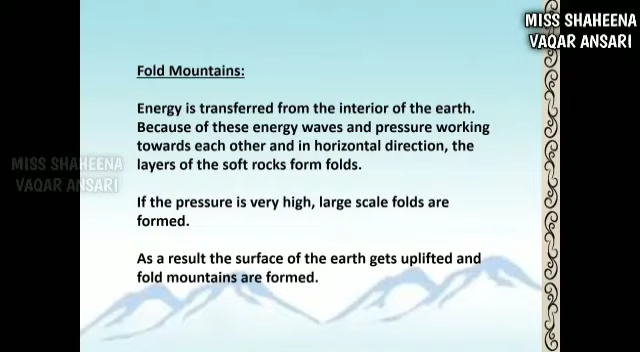 MISS SHAHEENA
VAQAR ANSARI
Fold Mountains:
Energy is transferred from the interior of the earth.
Because of these energy waves and pressure working
towards each other and in horizontal direction, the
layers of the soft rocks form folds.
MISS SHAHEENA
VAQAR ANSARI
If the pressure is very high, large scale folds are
formed.
As a result the surface of the earth gets uplifted and
fold mountains are formed.